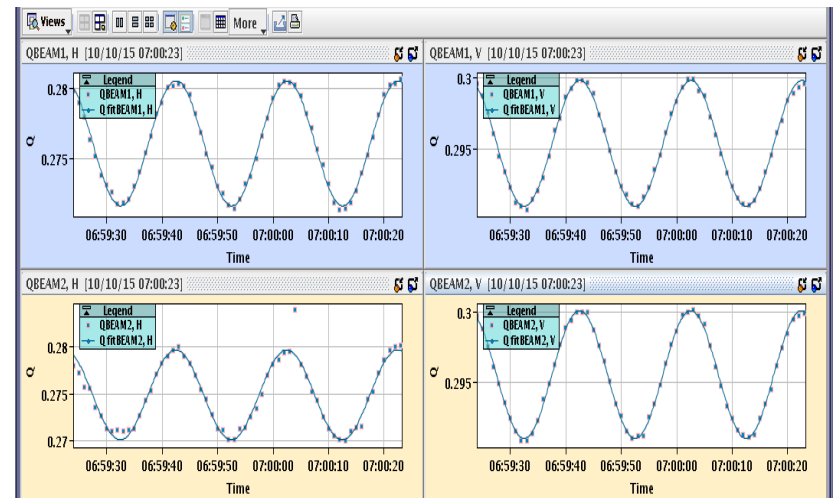 Views More
QBEAM1, H [10/10/15 07:00:23]
Legend
QBEAM1, H
Q fitBEAM1, H
0.28
0.275
Q
06:59:30 06:59:40 06:59:50 07:00:00 07:00:10 07:00:20
Time
QBEAM1, V [10/10/15 07:00:23]
Legend
QBEAM1, V
Q fitBEAM1, V
0.3
0.295
Q
06:59:30 06:59:40 06:59:50 07:00:00 07:00:10 07:00:20
Time
QBEAM2, H [10/10/15 07:00:23]
Legend
QBEAM2, H
Q fitBEAM2, H
0.28
0.275
0.27
Q
06:59:30 06:59:40 06:59:50 07:00:00 07:00:10 07:00:20
Time
QBEAM2, V [10/10/15 07:00:23]
Legend
QBEAM2, V
Q fitBEAM2, V
0.3
0.295
Q
06:59:30 06:59:40 06:59:50 07:00:00 07:00:10 07:00:20
Time